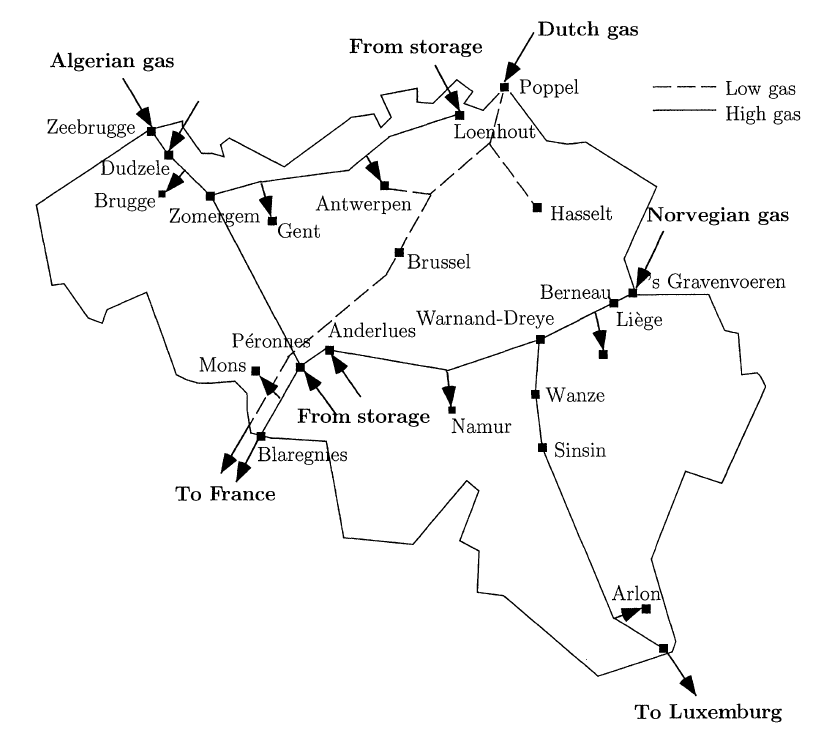 Dutch gas
From storage
Algerian gas
Poppel
Low gas
High gas
Zeebrugge
Loenhout
Dudzele
Brugge
Antwerpen
Zomergem
Gent
Hasselt
Norvegian gas
Brussel
's Gravenvoeren
Berneau
Warnand-Dreye
Liège
Péronnes
Anderlues
Mons
Wanze
From storage
Namur
Blaregnies
Sinsin
To France
Arlon
To Luxemburg